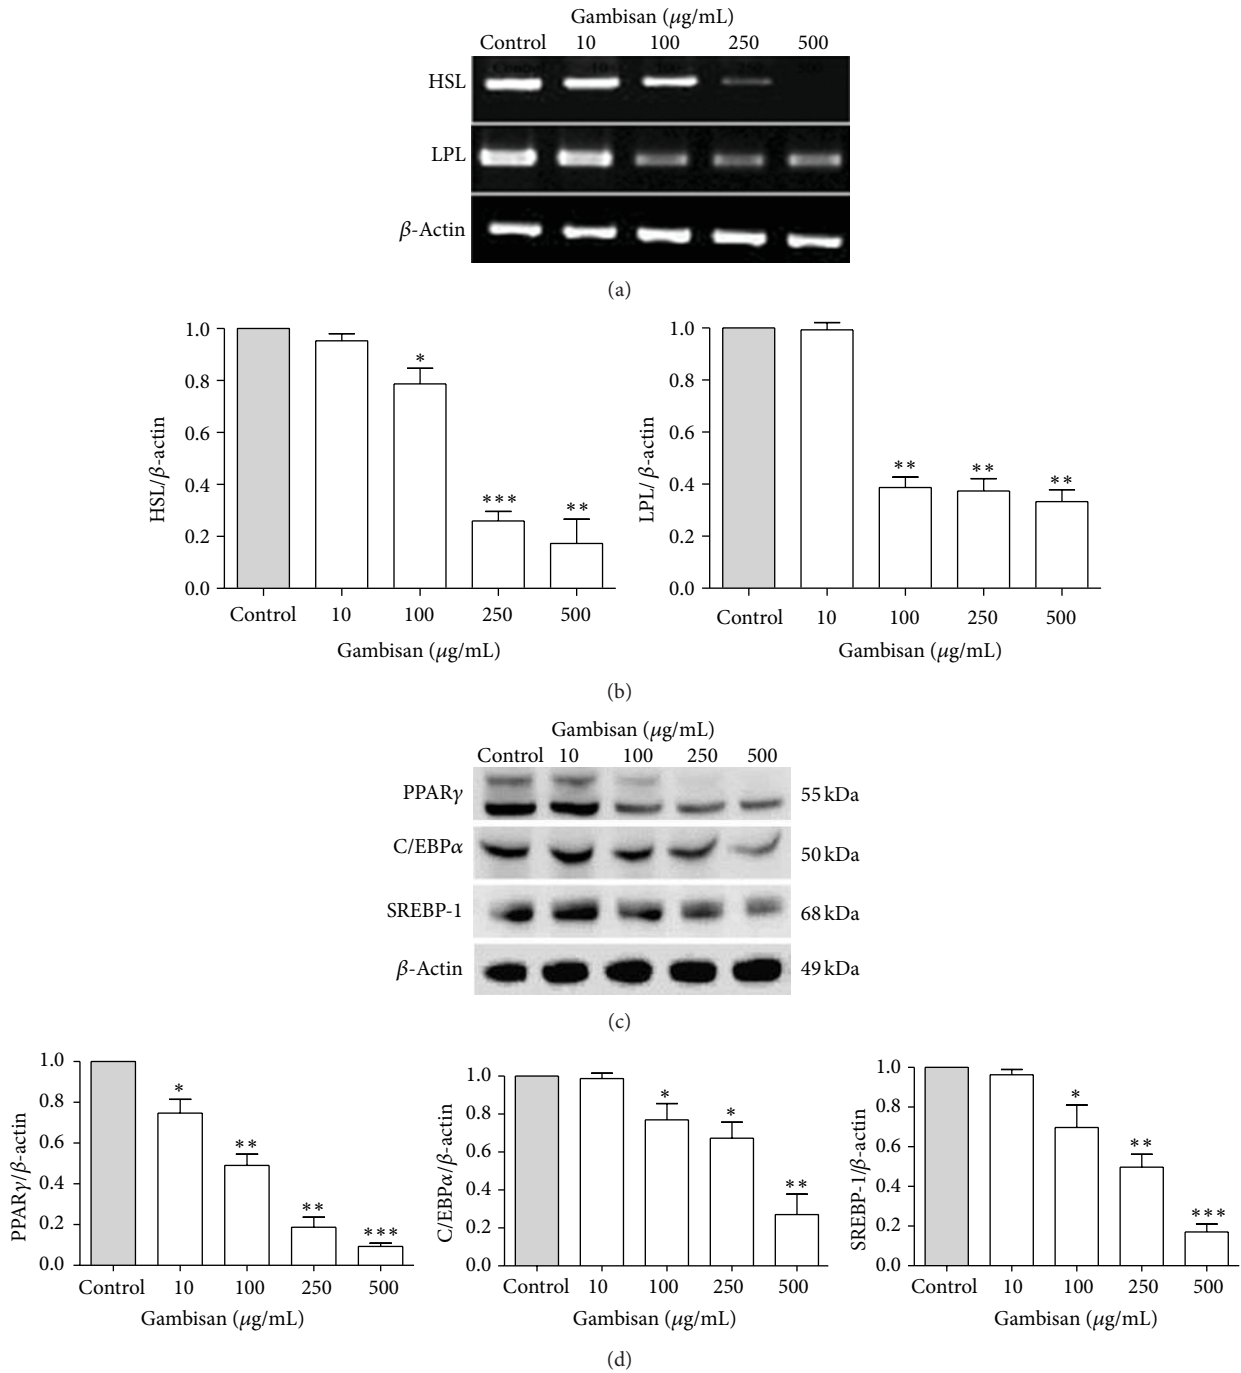 Gambisan (μg/mL)
Control 10 100 250 500
HSL
LPL
β-Actin
(a)
1.0
0.8
0.6
0.4
0.2
0.0
HSL/β-actin
*
***
**
Control 10 100 250 500
Gambisan (μg/mL)
1.0
0.8
0.6
0.4
0.2
0.0
LPL/β-actin
**
**
**
Control 10 100 250 500
Gambisan (μg/mL)
(b)
Gambisan (μg/mL)
Control 10 100 250 500
PPARγ 55 kDa
C/EBPα 50 kDa
SREBP-1 68 kDa
β-Actin 49 kDa
(c)
1.0
0.8
0.6
0.4
0.2
0.0
PPARγ/β-actin
*
**
**
***
Control 10 100 250 500
Gambisan (μg/mL)
1.0
0.8
0.6
0.4
0.2
0.0
C/EBPα/β-actin
*
*
**
Control 10 100 250 500
Gambisan (μg/mL)
1.0
0.8
0.6
0.4
0.2
0.0
SREBP-1/β-actin
*
**
***
Control 10 100 250 500
Gambisan (μg/mL)
(d)